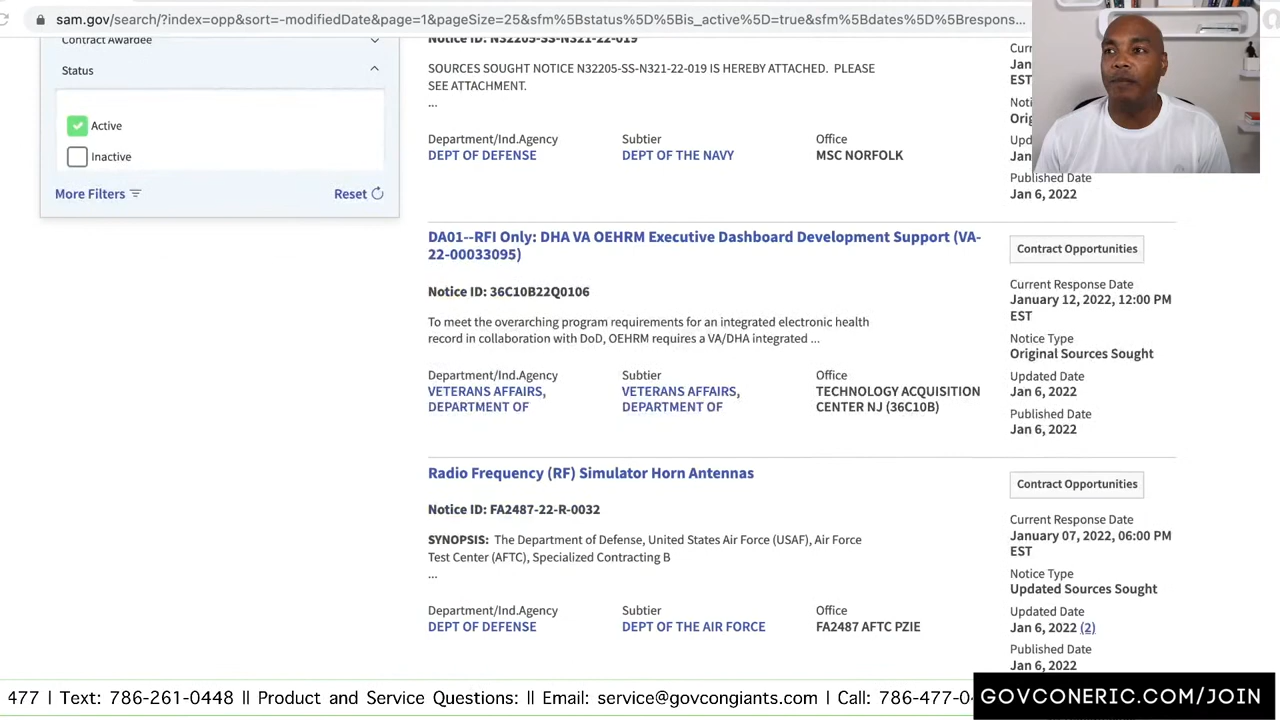 sam.gov/search/?index=opp&sort=-modifiedDate&page=1&pageSize=25&sfm%5Bstatus%5D%5Bis_active%5D=true&sfm%5Bdates%5D%5Brespons...
Contract Awardee
Status
Active
Inactive
More Filters
Reset
Notice ID: N32205-SS-N321-22-019
SOURCES SOUGHT NOTICE N32205-SS-N321-22-019 IS HEREBY ATTACHED. PLEASE
SEE ATTACHMENT.
...
Department/Ind.Agency
DEPT OF DEFENSE
Subtier
DEPT OF THE NAVY
Office
MSC NORFOLK
EST
Published Date
Jan 6, 2022
DA01--RFI Only: DHA VA OEHRM Executive Dashboard Development Support (VA-
22-00033095)
Notice ID: 36C10B22Q0106
To meet the overarching program requirements for an integrated electronic health
record in collaboration with DoD, OEHRM requires a VA/DHA integrated ...
Department/Ind.Agency
VETERANS AFFAIRS,
DEPARTMENT OF
Subtier
VETERANS AFFAIRS,
DEPARTMENT OF
Office
TECHNOLOGY ACQUISITION
CENTER NJ (36C10B)
Contract Opportunities
Current Response Date
January 12, 2022, 12:00 PM
EST
Notice Type
Original Sources Sought
Updated Date
Jan 6, 2022
Published Date
Jan 6, 2022
Radio Frequency (RF) Simulator Horn Antennas
Notice ID: FA2487-22-R-0032
SYNOPSIS: The Department of Defense, United States Air Force (USAF), Air Force
Test Center (AFTC), Specialized Contracting B
...
Department/Ind.Agency
DEPT OF DEFENSE
Subtier
DEPT OF THE AIR FORCE
Office
FA2487 AFTC PZIE
Contract Opportunities
Current Response Date
January 07, 2022, 06:00 PM
EST
Notice Type
Updated Sources Sought
Updated Date
Jan 6, 2022 (2)
Published Date
Jan 6, 2022
477 | Text: 786-261-0448 || Product and Service Questions: || Email: service@govcongiants.com | Call: 786-477-0
GOVCONERIC.COM/JOIN